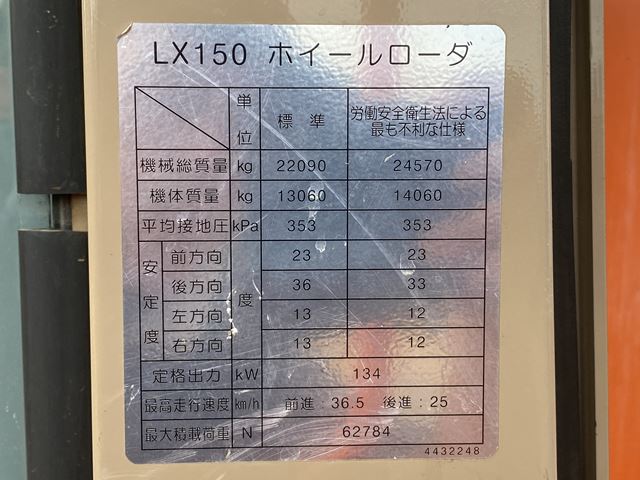 LX150 ホイールローダ
単位 標準 労働安全衛生法による
最も不利な仕様
機械総質量 kg 22090 24570
機体質量 kg 13060 14060
平均接地圧 kPa 353 353
安定度 前方向 度 23 23
後方向 36 33
左方向 13 12
右方向 13 12
定格出力 kW 134
最高走行速度 km/h 前進:36.5 後進:25
最大積載荷重 N 62784
4432248